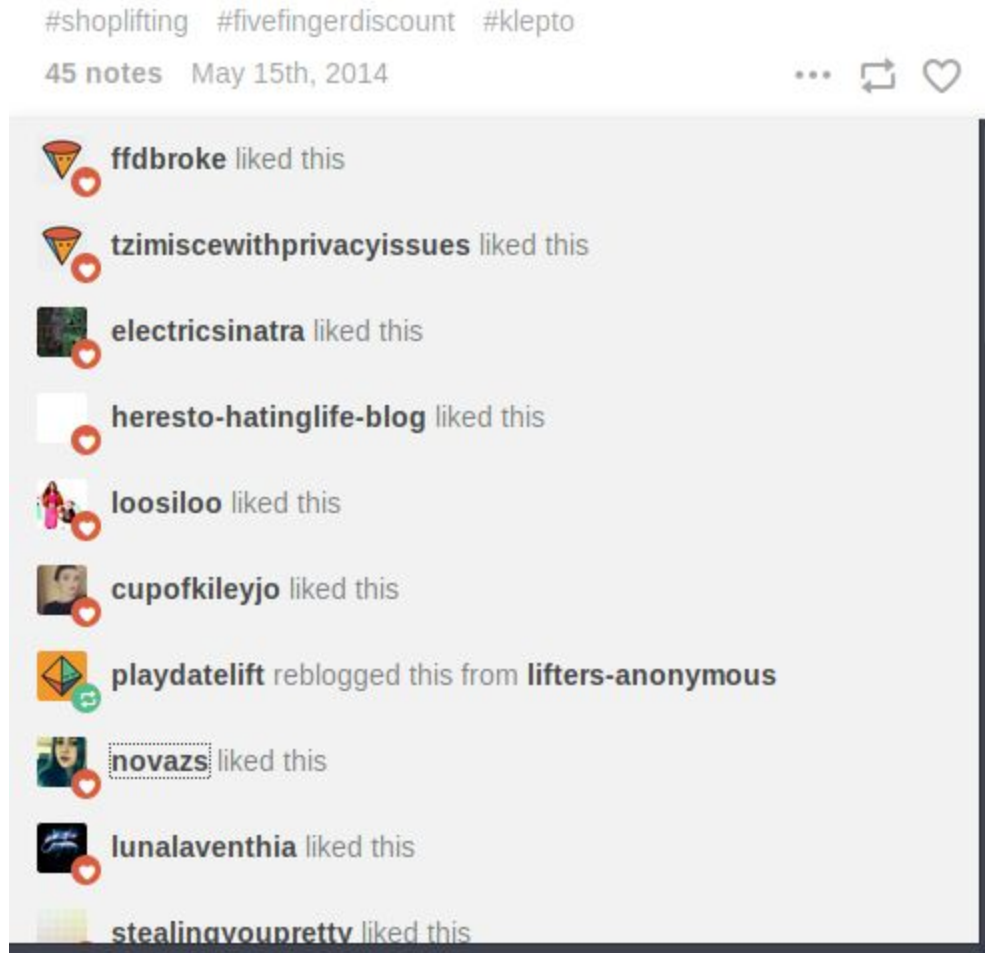 #shoplifting #fivefingerdiscount #klepto
45 notes May 15th, 2014
ffdbroke liked this
tzimiscewithprivacyissues liked this
electricsinatra liked this
heresto-hatinglife-blog liked this
loosiloo liked this
cupofkileyjo liked this
playdatelift reblogged this from lifters-anonymous
novazs liked this
lunalaventhia liked this
stealingyoupretty liked this